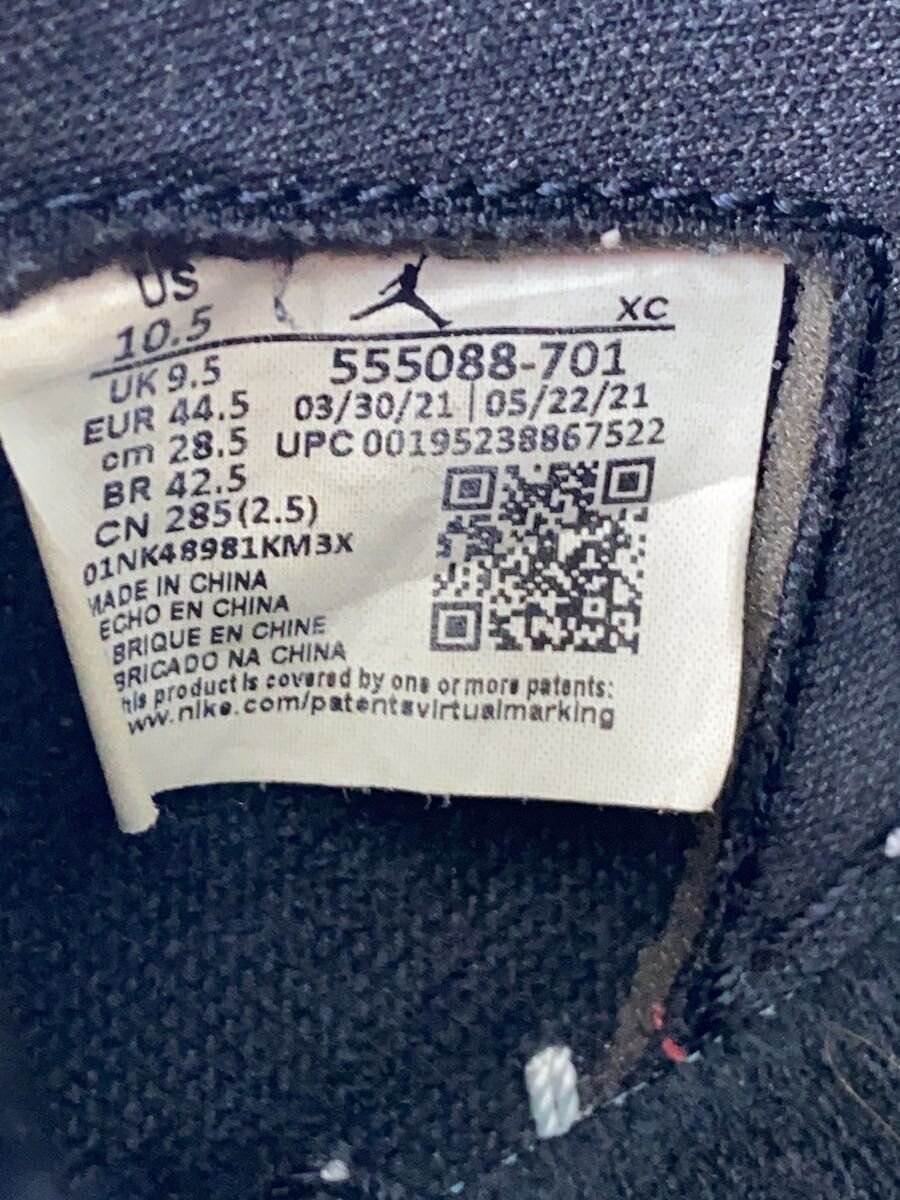 US
10.5
XC
UK 9.5
555088-701
EUR 44.5
03/30/21 | 05/22/21
cm 28.5
UPC 00195238867522
BR 42.5
CN 285(2.5)
01NK48981KM3X
MADE IN CHINA
ECHO EN CHINA
BRIQUE EN CHINE
BRICADO NA CHINA
his product is covered by one or more patents:
ww.nike.com/patentsvirtualmarking